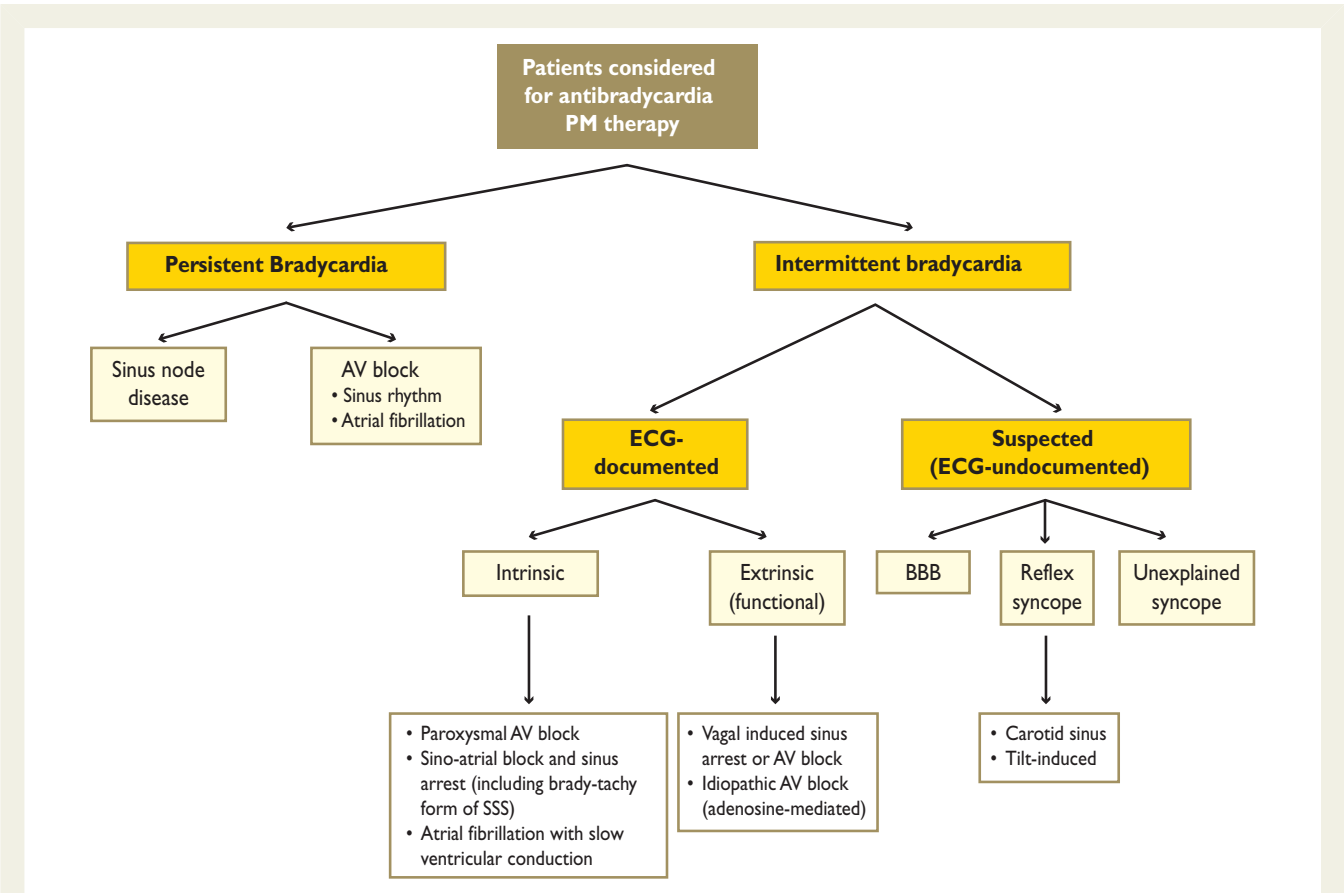 Patients considered
for antibradycardia
PM therapy
Persistent Bradycardia
Intermittent bradycardia
Sinus node
disease
AV block
• Sinus rhythm
• Atrial fibrillation
ECG-
documented
Suspected
(ECG-undocumented)
Intrinsic
Extrinsic
(functional)
BBB
Reflex
syncope
Unexplained
syncope
• Paroxysmal AV block
• Sino-atrial block and sinus
arrest (including brady-tachy
form of SSS)
• Atrial fibrillation with slow
ventricular conduction
• Vagal induced sinus
arrest or AV block
• Idiopathic AV block
(adenosine-mediated)
• Carotid sinus
• Tilt-induced